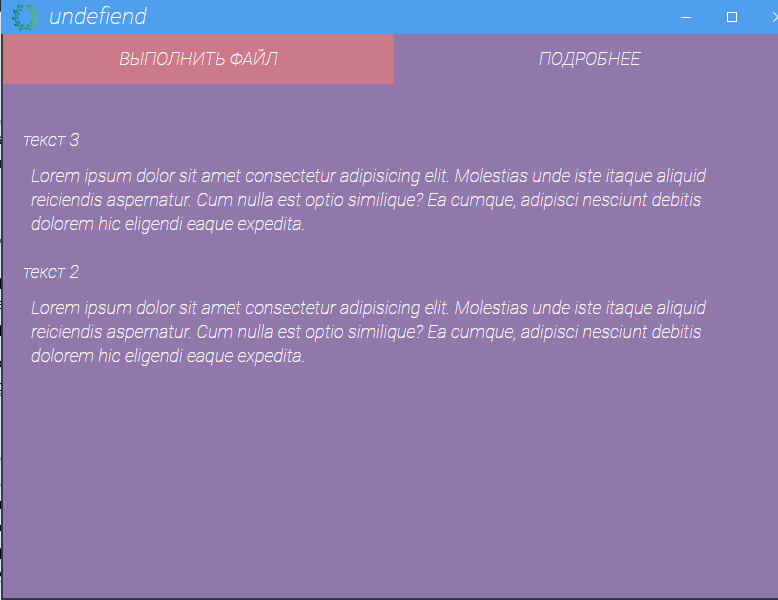 undefiend
ВЫПОЛНИТЬ ФАЙЛ
ПОДРОБНЕЕ
текст 3
Lorem ipsum dolor sit amet consectetur adipisicing elit. Molestias unde iste itaque aliquid
reiciendis aspernatur. Cum nulla est optio similique? Ea cumque, adipisci nesciunt debitis
dolorem hic eligendi eaque expedita.
текст 2
Lorem ipsum dolor sit amet consectetur adipisicing elit. Molestias unde iste itaque aliquid
reiciendis aspernatur. Cum nulla est optio similique? Ea cumque, adipisci nesciunt debitis
dolorem hic eligendi eaque expedita.